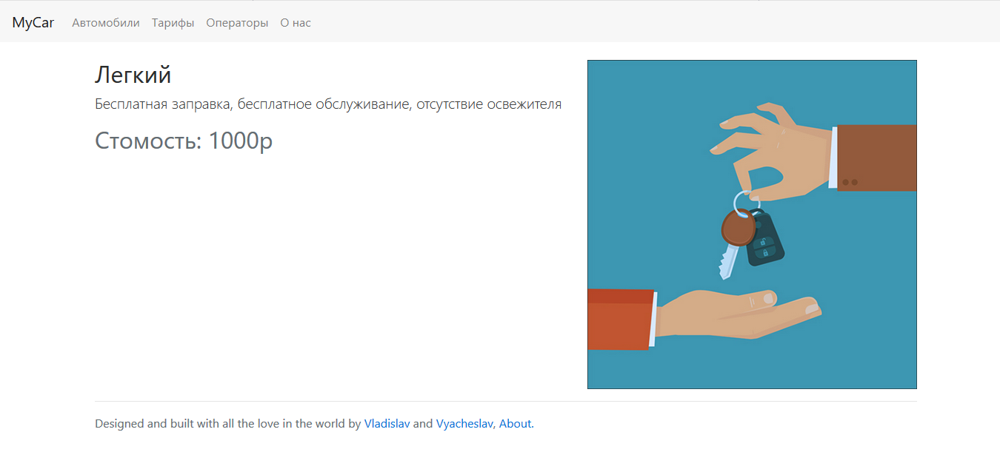 MyCar Автомобили Тарифы Операторы О нас
Легкий
Бесплатная заправка, бесплатное обслуживание, отсутствие освежителя
Стомость: 1000р
Designed and built with all the love in the world by Vladislav and Vyacheslav, About.